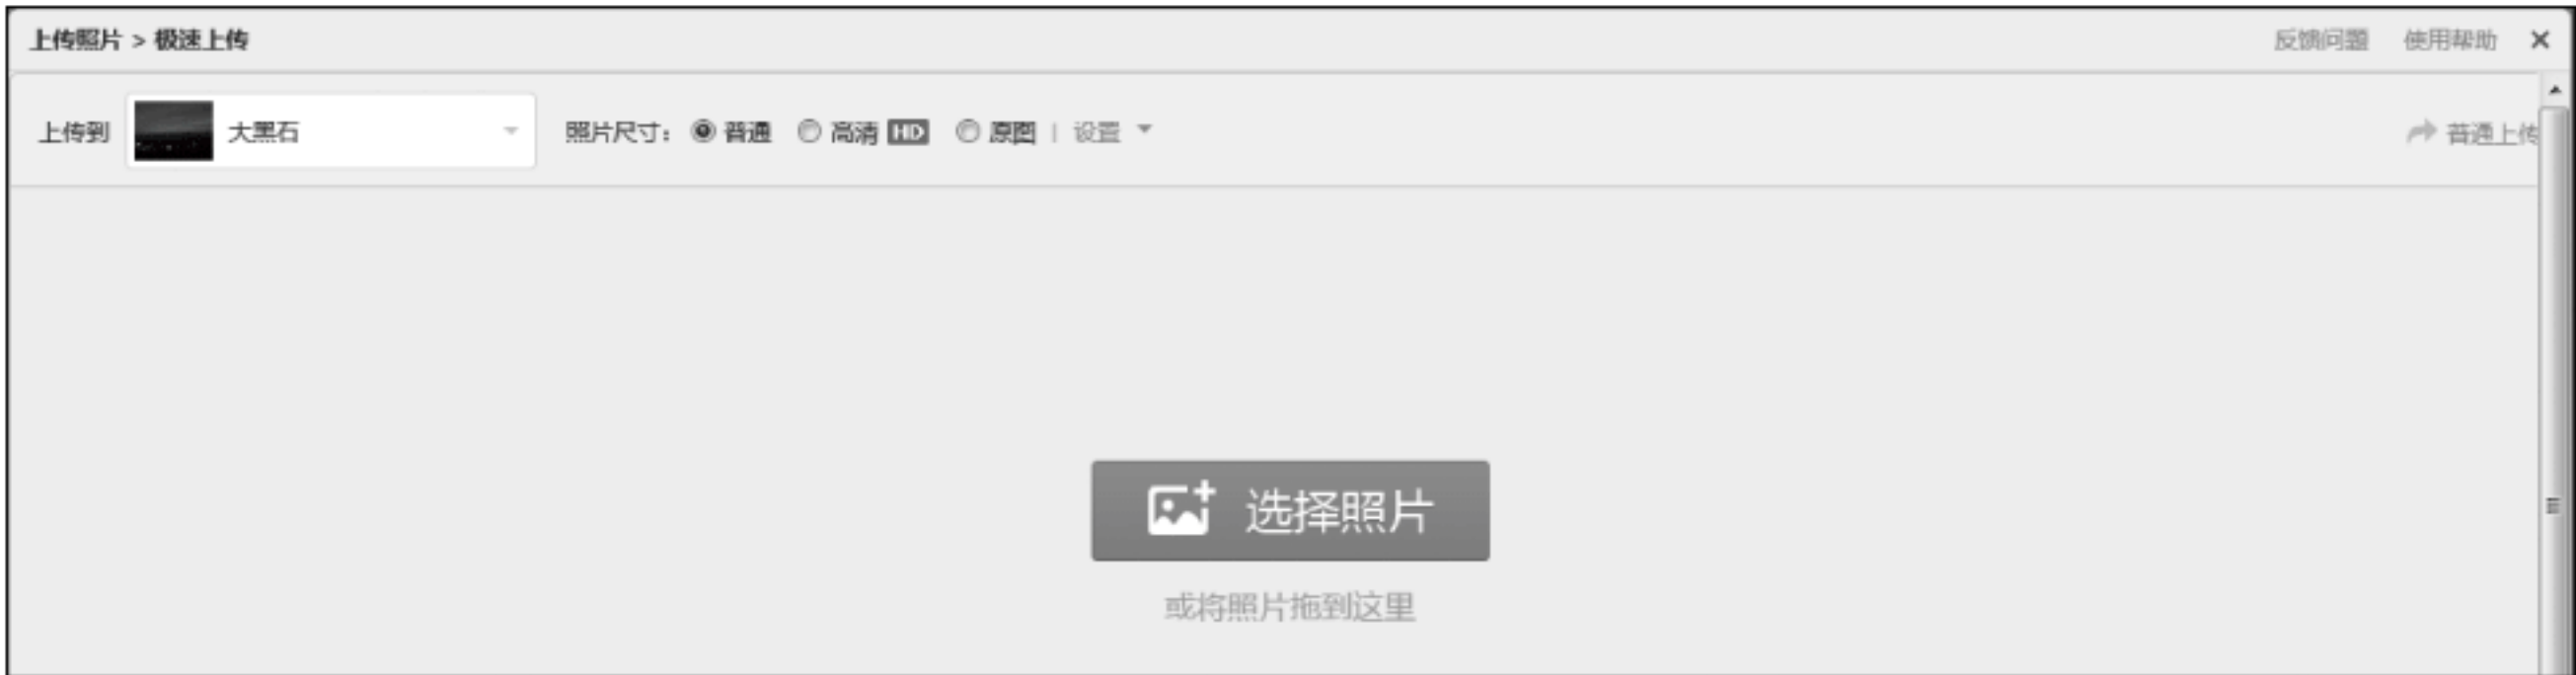 上传照片 > 极速上传 反馈问题 使用帮助 ×
上传到 大黑石 照片尺寸： 普通 高清 HD 原图 | 设置 普通上传
选择照片
或将照片拖到这里